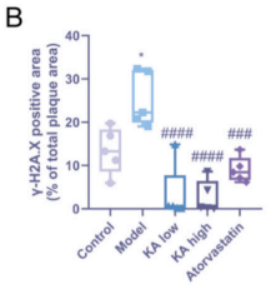 B
γ-H2A.X positive area
(% of total plaque area)
40
30
20
10
0
*
####
####
###
Control
Model
KA low
KA high
Atorvastatin